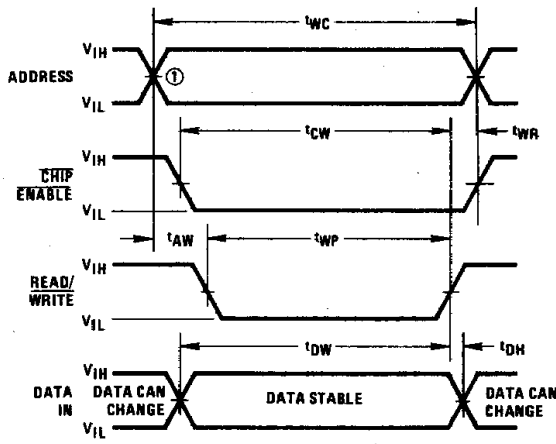 tWC
VIH
ADDRESS
①
VIL
tCW
tWR
VIH
CHIP
ENABLE
VIL
tAW
tWP
VIH
READ/
WRITE
VIL
tDW
tDH
VIH
DATA
IN
DATA CAN
CHANGE
DATA STABLE
DATA CAN
CHANGE
VIL